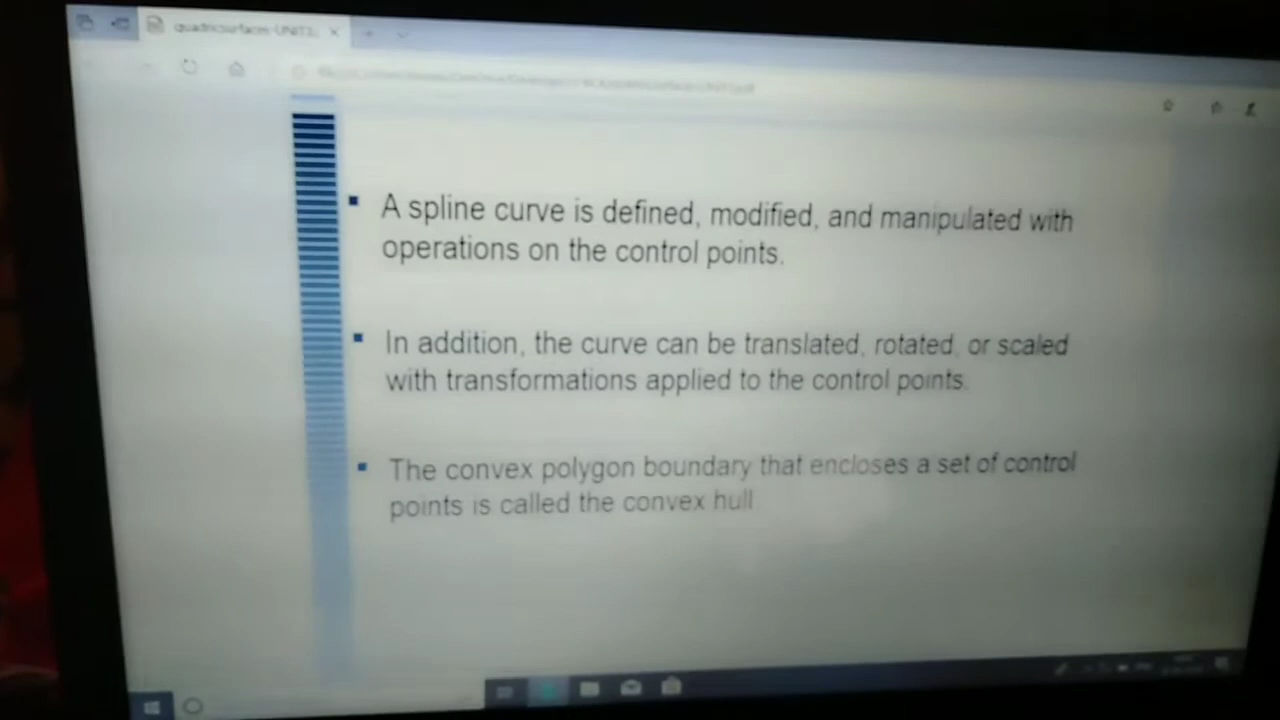 A spline curve is defined, modified, and manipulated with
operations on the control points.
In addition, the curve can be translated, rotated, or scaled
with transformations applied to the control points.
The convex polygon boundary that encloses a set of control
points is called the convex hull